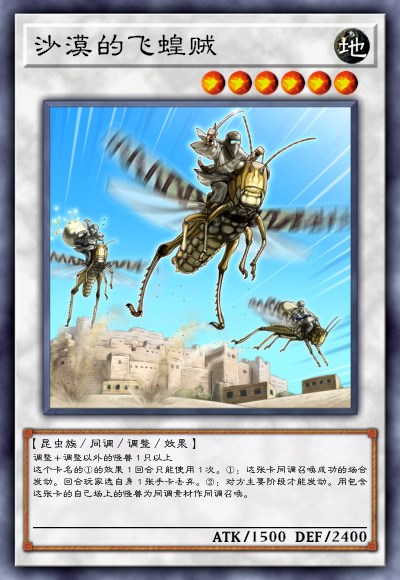 沙漠的飞蝗贼
地
【昆虫族/同调/调整/效果】
调整+调整以外的怪兽1只以上
这个卡名的①的效果1回合只能使用1次。①:这张卡同调召唤成功的场合
发动。回合玩家选自身1张手卡丢弃。②:对方主要阶段才能发动。用包含
这张卡的自己场上的怪兽为同调素材作同调召唤。
ATK/1500 DEF/2400